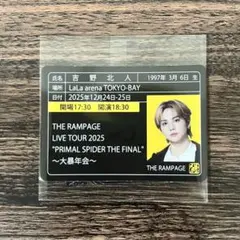 氏名 吉野北人 1997年 3月 6日 生
場所 LaLa arena TOKYO-BAY
日付 2025年12月24日-25日
開場17:30 開演18:30
THE RAMPAGE
LIVE TOUR 2025
"PRIMAL SPIDER THE FINAL"
～大暴年会～
THE RAMPAGE